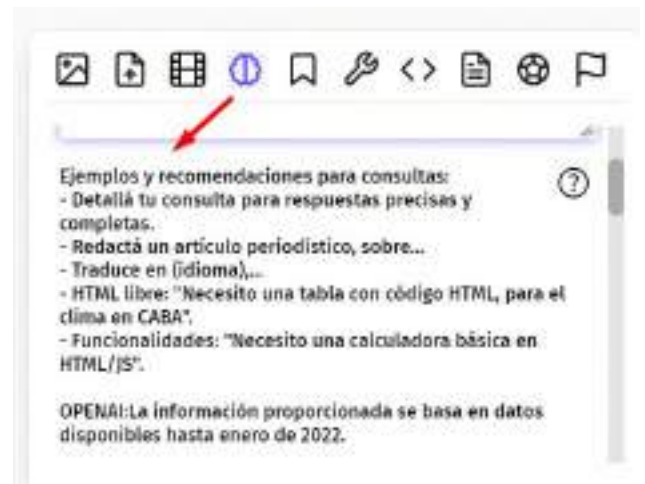 Ejemplos y recomendaciones para consultas:
- Detallá tu consulta para respuestas precisas y
completas.
- Redactá un artículo periodístico, sobre...
- Traduce en (idioma),...
- HTML libre: "Necesito una tabla con código HTML, para el
clima en CABA".
- Funcionalidades: "Necesito una calculadora básica en
HTML/JS".
OPENAI:La información proporcionada se basa en datos
disponibles hasta enero de 2022.